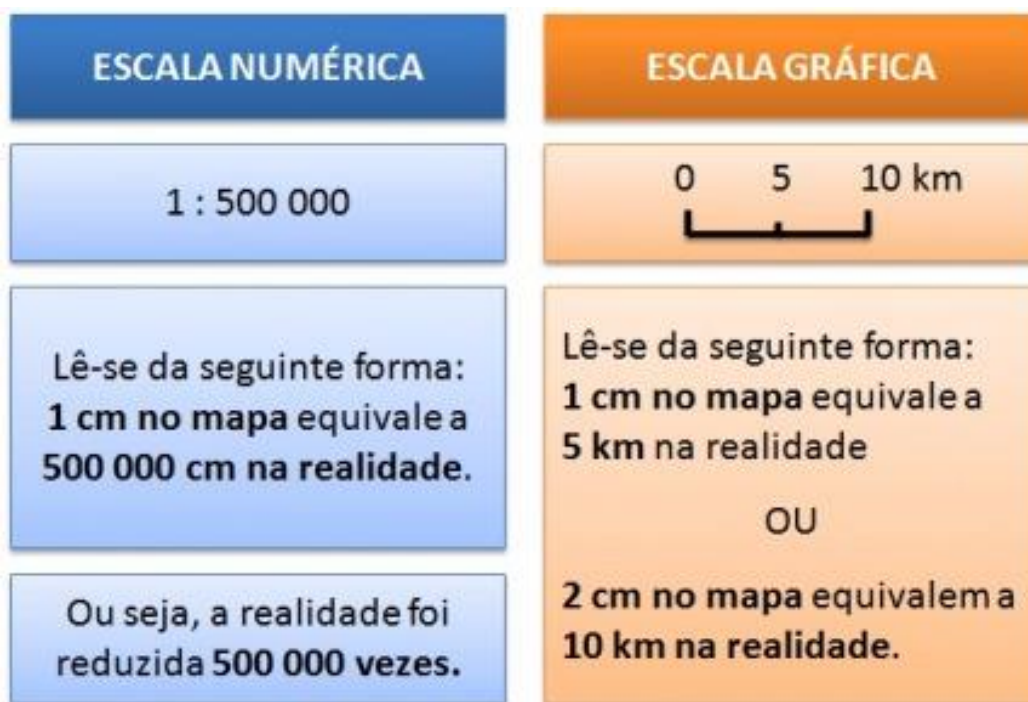 ESCALA NUMÉRICA
1 : 500 000
Lê-se da seguinte forma:
1 cm no mapa equivale a
500 000 cm na realidade.
Ou seja, a realidade foi
reduzida 500 000 vezes.
ESCALA GRÁFICA
0 5 10 km
Lê-se da seguinte forma:
1 cm no mapa equivale a
5 km na realidade
OU
2 cm no mapa equivalem a
10 km na realidade.